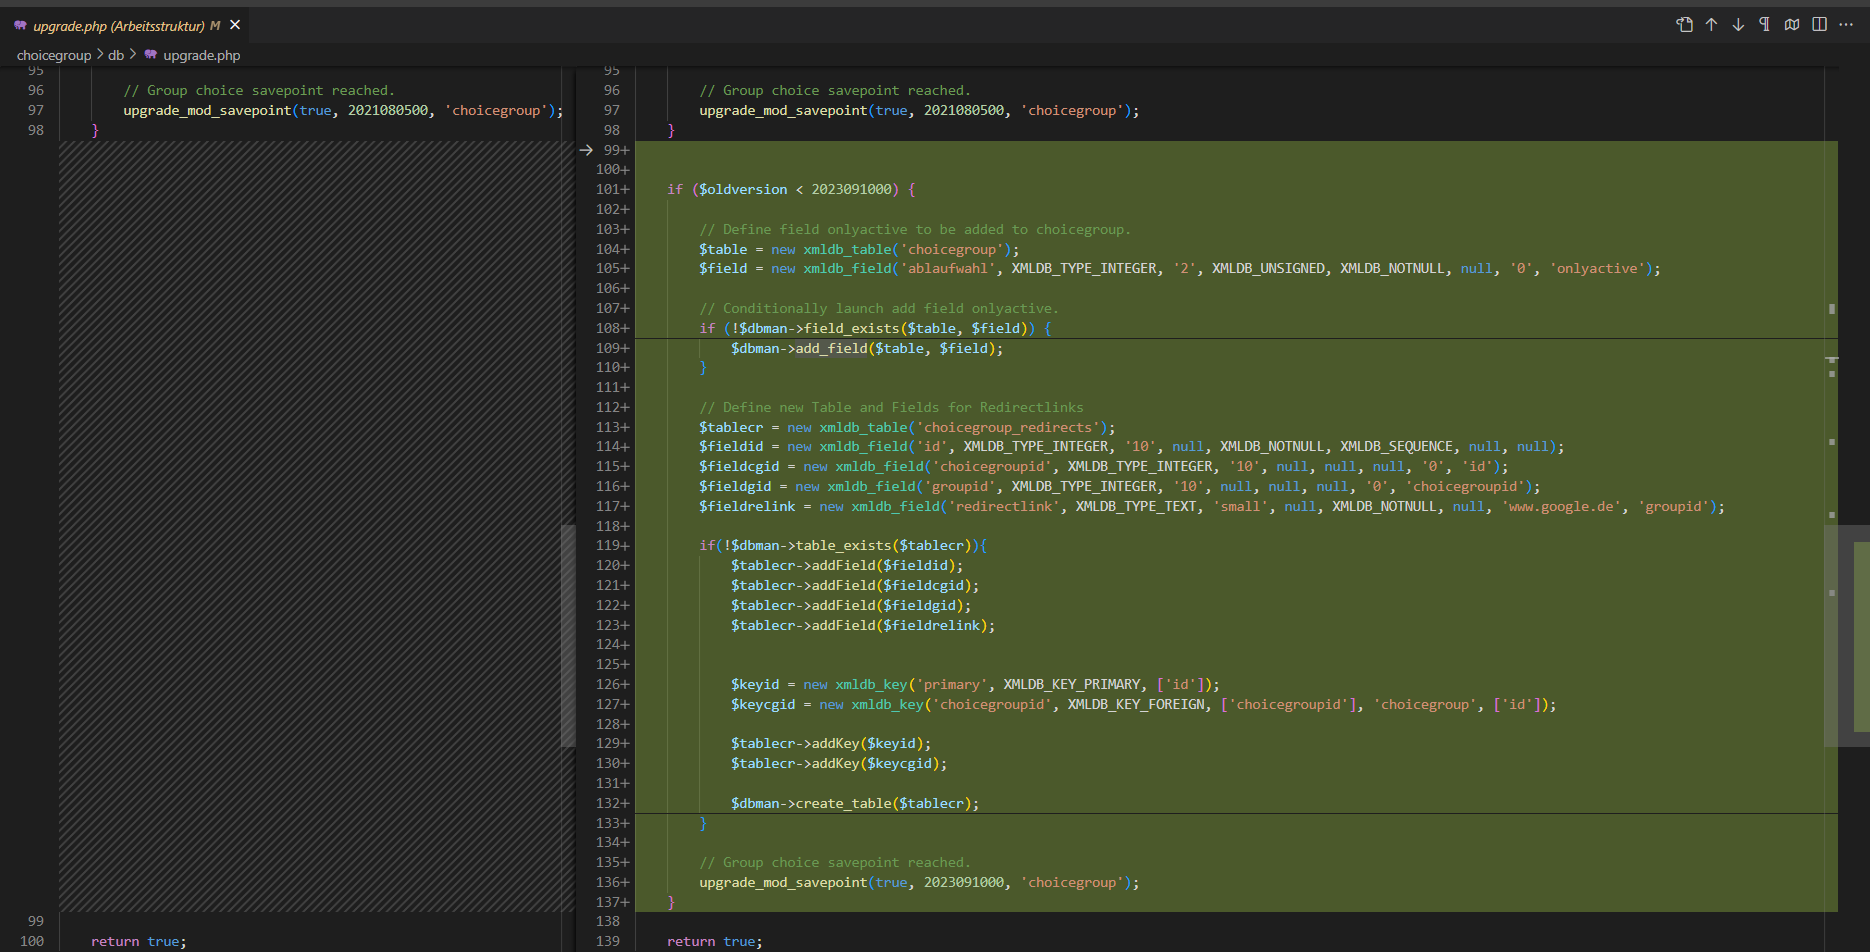 upgrade.php (Arbeitsstruktur) M
choicegroup > db > upgrade.php
95
96 // Group choice savepoint reached.
97 upgrade_mod_savepoint(true, 2021080500, 'choicegroup');
98 }
99
100 return true;
95
96 // Group choice savepoint reached.
97 upgrade_mod_savepoint(true, 2021080500, 'choicegroup');
98 }
99+
100+
101+ if ($oldversion < 2023091000) {
102+
103+ // Define field onlyactive to be added to choicegroup.
104+ $table = new xmldb_table('choicegroup');
105+ $field = new xmldb_field('ablaufwahl', XMLDB_TYPE_INTEGER, '2', XMLDB_UNSIGNED, XMLDB_NOTNULL, null, '0', 'onlyactive');
106+
107+ // Conditionally launch add field onlyactive.
108+ if (!$dbman->field_exists($table, $field)) {
109+ $dbman->add_field($table, $field);
110+ }
111+
112+ // Define new Table and Fields for Redirectlinks
113+ $tablecr = new xmldb_table('choicegroup_redirects');
114+ $fieldid = new xmldb_field('id', XMLDB_TYPE_INTEGER, '10', null, XMLDB_NOTNULL, XMLDB_SEQUENCE, null, null);
115+ $fieldcgid = new xmldb_field('choicegroupid', XMLDB_TYPE_INTEGER, '10', null, null, null, '0', 'id');
116+ $fieldgid = new xmldb_field('groupid', XMLDB_TYPE_INTEGER, '10', null, null, null, '0', 'choicegroupid');
117+ $fieldrelink = new xmldb_field('redirectlink', XMLDB_TYPE_TEXT, 'small', null, XMLDB_NOTNULL, null, 'www.google.de', 'groupid');
118+
119+ if(!$dbman->table_exists($tablecr)){
120+ $tablecr->addField($fieldid);
121+ $tablecr->addField($fieldcgid);
122+ $tablecr->addField($fieldgid);
123+ $tablecr->addField($fieldrelink);
124+
125+
126+ $keyid = new xmldb_key('primary', XMLDB_KEY_PRIMARY, ['id']);
127+ $keycgid = new xmldb_key('choicegroupid', XMLDB_KEY_FOREIGN, ['choicegroupid'], 'choicegroup', ['id']);
128+
129+ $tablecr->addKey($keyid);
130+ $tablecr->addKey($keycgid);
131+
132+ $dbman->create_table($tablecr);
133+ }
134+
135+ // Group choice savepoint reached.
136+ upgrade_mod_savepoint(true, 2023091000, 'choicegroup');
137+ }
138
139 return true;